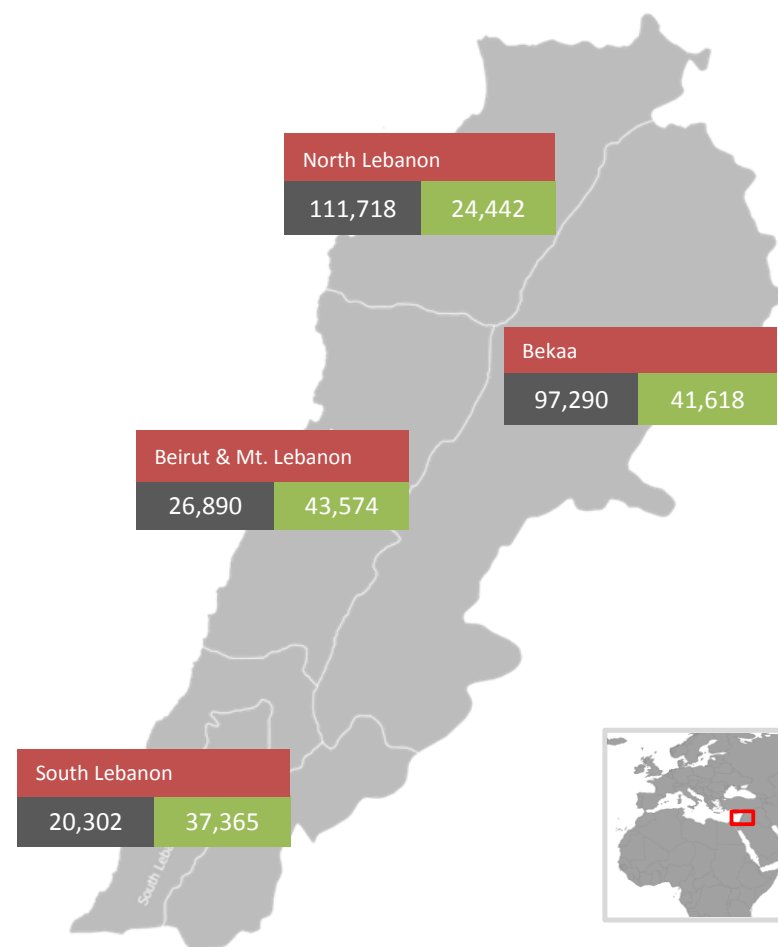 North Lebanon
111,718 24,442
Bekaa
97,290 41,618
Beirut & Mt. Lebanon
26,890 43,574
South Lebanon
20,302 37,365
South